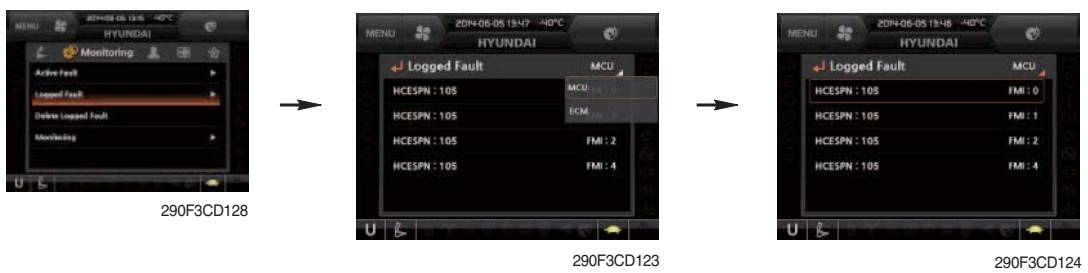 MENU
HYUNDAI
Monitoring
Active Fault
Logged Fault
Delete Logged Fault
Monitoring
U
290F3CD128
MENU
2014-06-05 13:47 -40°C
HYUNDAI
Logged Fault MCU
HCESPN : 105
MCU
HCESPN : 105
ECM
HCESPN : 105 FMI : 2
HCESPN : 105 FMI : 4
U
290F3CD123
MENU
2014-06-05 13:48 -40°C
HYUNDAI
Logged Fault MCU
HCESPN : 105 FMI : 0
HCESPN : 105 FMI : 1
HCESPN : 105 FMI : 2
HCESPN : 105 FMI : 4
U
290F3CD124